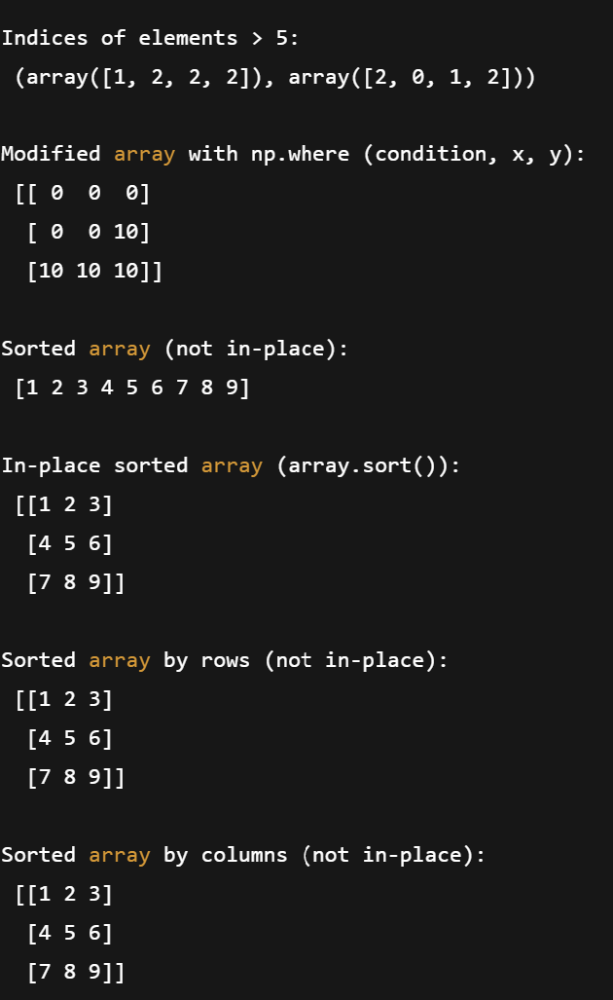 Indices of elements > 5:
 (array([1, 2, 2, 2]), array([2, 0, 1, 2]))
Modified array with np.where (condition, x, y):
 [[ 0  0  0]
  [ 0  0 10]
  [10 10 10]]
Sorted array (not in-place):
 [1 2 3 4 5 6 7 8 9]
In-place sorted array (array.sort()):
 [[1 2 3]
  [4 5 6]
  [7 8 9]]
Sorted array by rows (not in-place):
 [[1 2 3]
  [4 5 6]
  [7 8 9]]
Sorted array by columns (not in-place):
 [[1 2 3]
  [4 5 6]
  [7 8 9]]